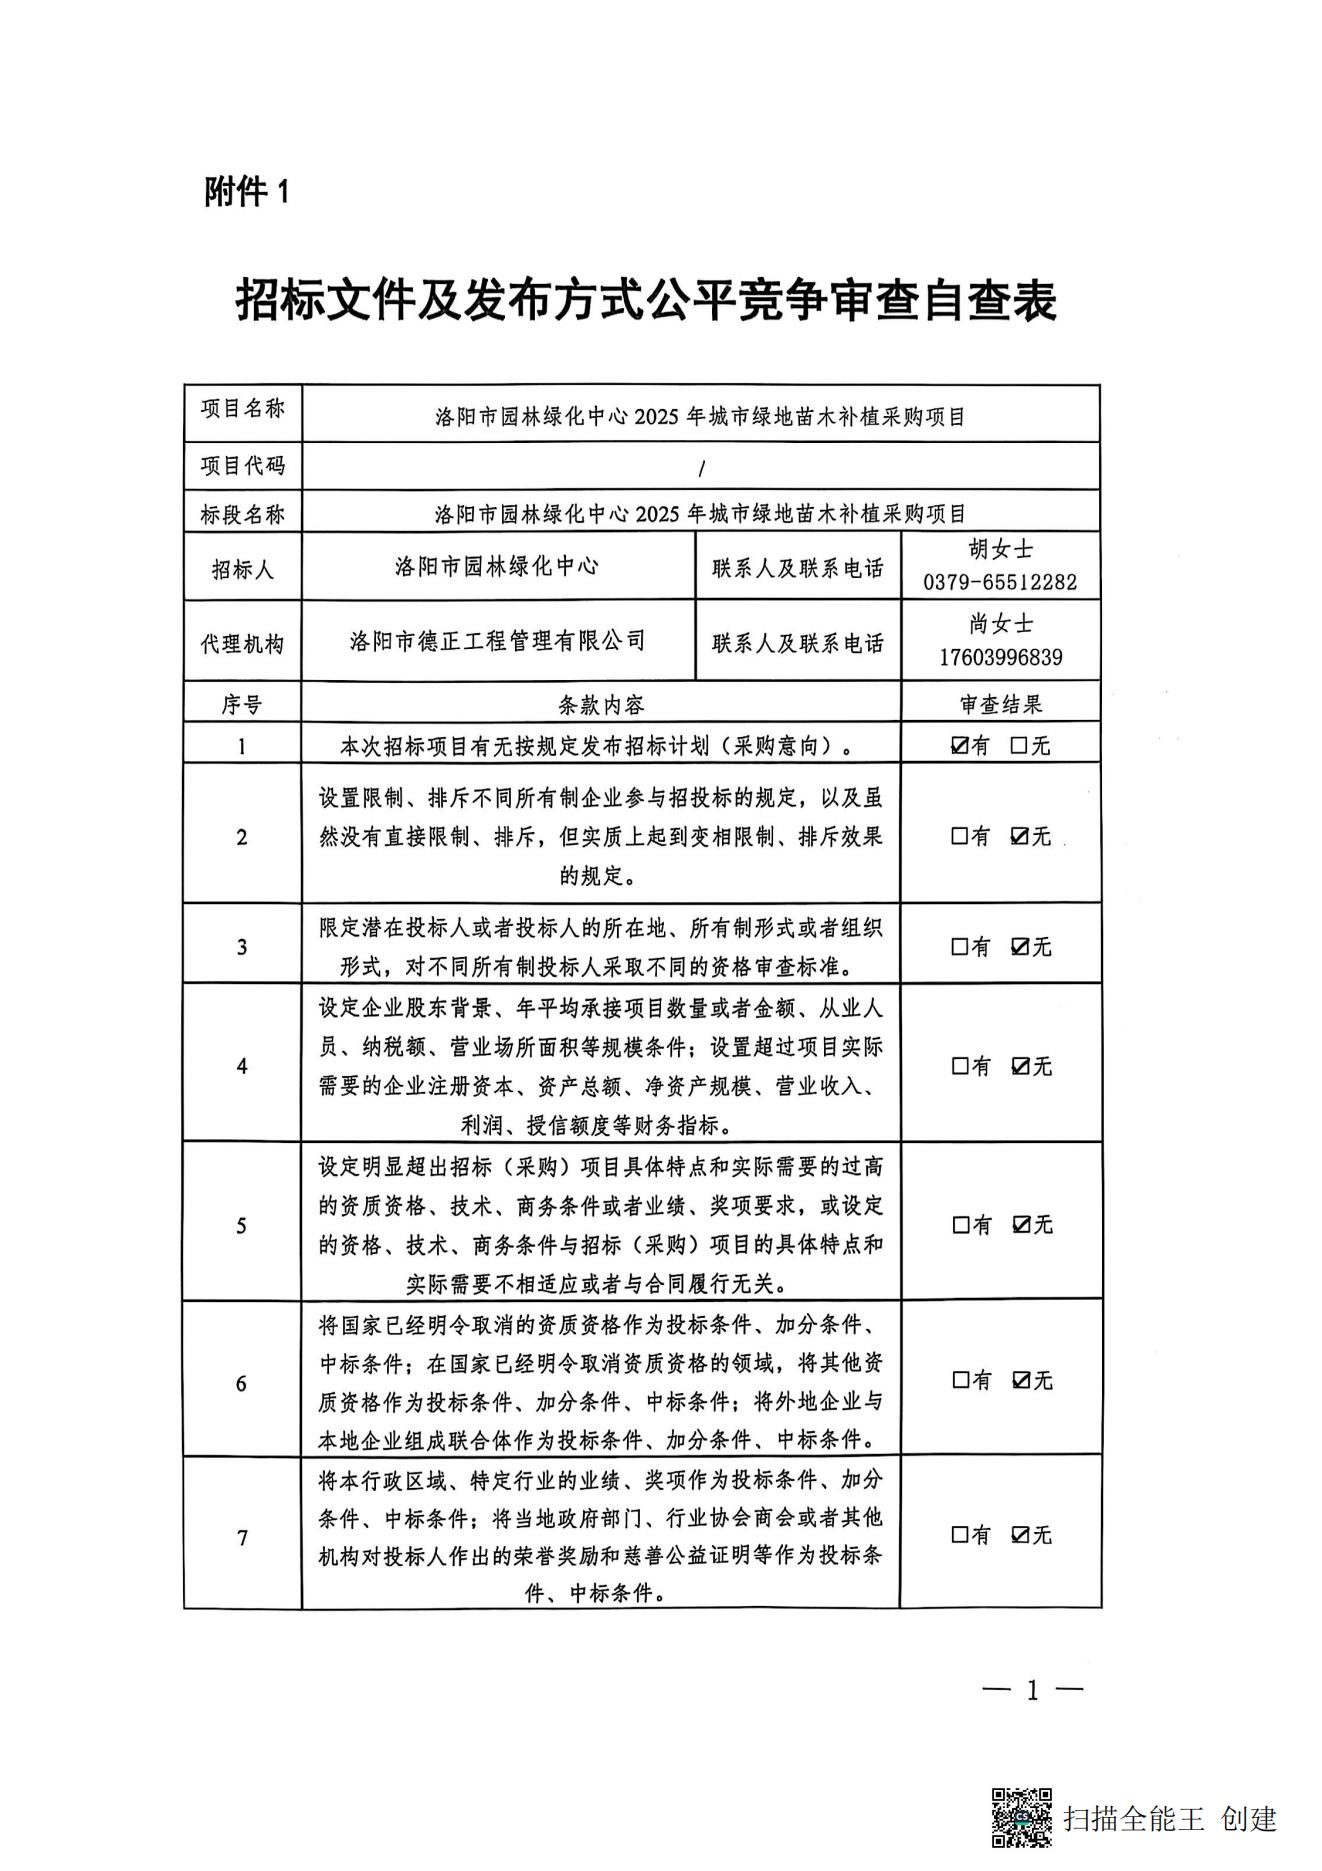 附件 1
招标文件及发布方式公平竞争审查自查表
项目名称 洛阳市园林绿化中心 2025 年城市绿地苗木补植采购项目
项目代码 /
标段名称 洛阳市园林绿化中心 2025 年城市绿地苗木补植采购项目
招标人 洛阳市园林绿化中心 联系人及联系电话 胡女士
0379-65512282
代理机构 洛阳市德正工程管理有限公司 联系人及联系电话 尚女士
17603996839
序号 条款内容 审查结果
1 本次招标项目有无按规定发布招标计划（采购意向）。 ☑有 □无
设置限制、排斥不同所有制企业参与招投标的规定，以及虽
2 然没有直接限制、排斥，但实质上起到变相限制、排斥效果 □有 ☑无
的规定。
3 限定潜在投标人或者投标人的所在地、所有制形式或者组织 □有 ☑无
形式，对不同所有制投标人采取不同的资格审查标准。
设定企业股东背景、年平均承接项目数量或者金额、从业人
员、纳税额、营业场所面积等规模条件；设置超过项目实际
4 需要的企业注册资本、资产总额、净资产规模、营业收入、 □有 ☑无
利润、授信额度等财务指标。
设定明显超出招标（采购）项目具体特点和实际需要的过高
的资质资格、技术、商务条件或者业绩、奖项要求，或设定
5 的资格、技术、商务条件与招标（采购）项目的具体特点和 □有 ☑无
实际需要不相适应或者与合同履行无关。
将国家已经明令取消的资质资格作为投标条件、加分条件、
中标条件；在国家已经明令取消资质资格的领域，将其他资
6 质资格作为投标条件、加分条件、中标条件；将外地企业与 □有 ☑无
本地企业组成联合体作为投标条件、加分条件、中标条件。
将本行政区域、特定行业的业绩、奖项作为投标条件、加分
条件、中标条件；将当地政府部门、行业协会商会或者其他
7 机构对投标人作出的荣誉奖励和慈善公益证明等作为投标条 □有 ☑无
件、中标条件。
— 1 —
扫描全能王 创建